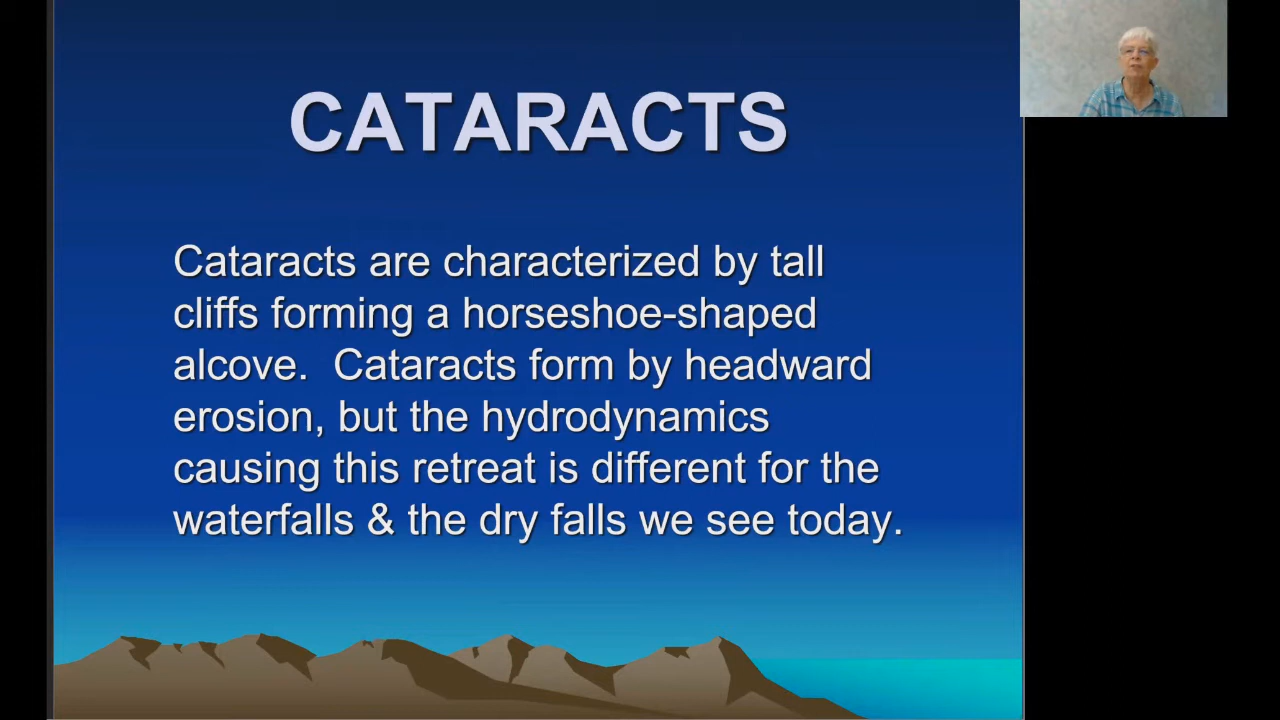 CATARACTS
Cataracts are characterized by tall
cliffs forming a horseshoe-shaped
alcove.  Cataracts form by headward
erosion, but the hydrodynamics
causing this retreat is different for the
waterfalls & the dry falls we see today.